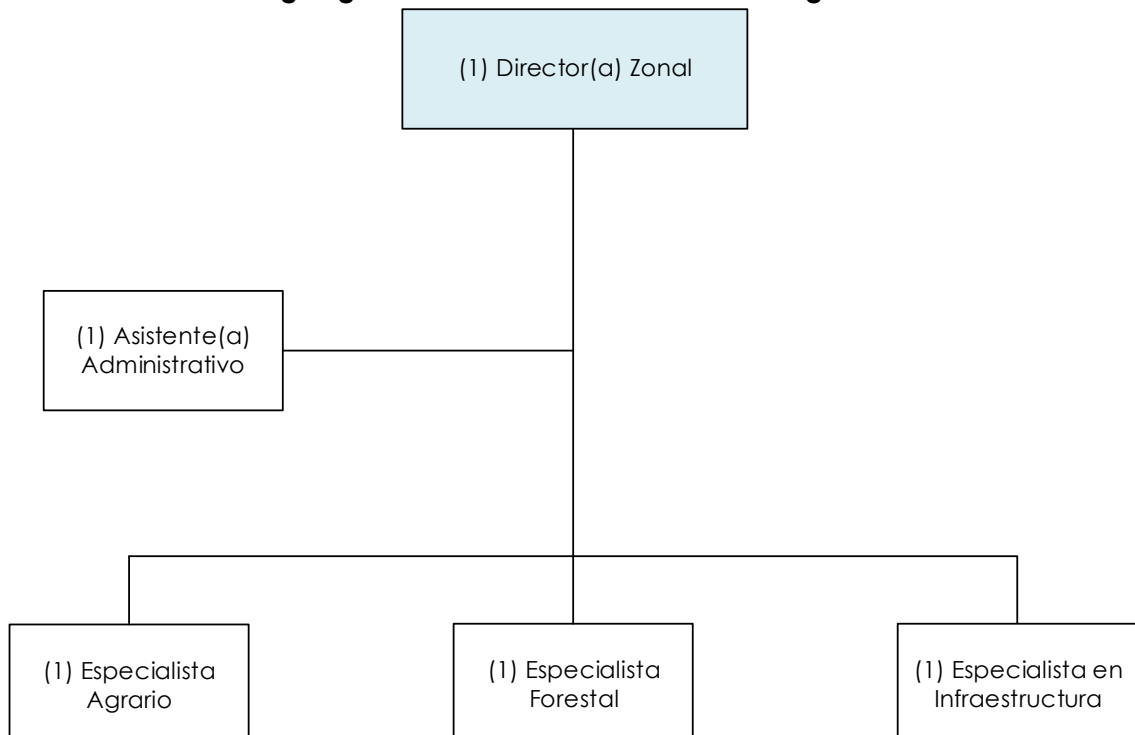 (1) Director(a) Zonal
(1) Asistente(a)
Administrativo
(1) Especialista
Agrario
(1) Especialista
Forestal
(1) Especialista en
Infraestructura